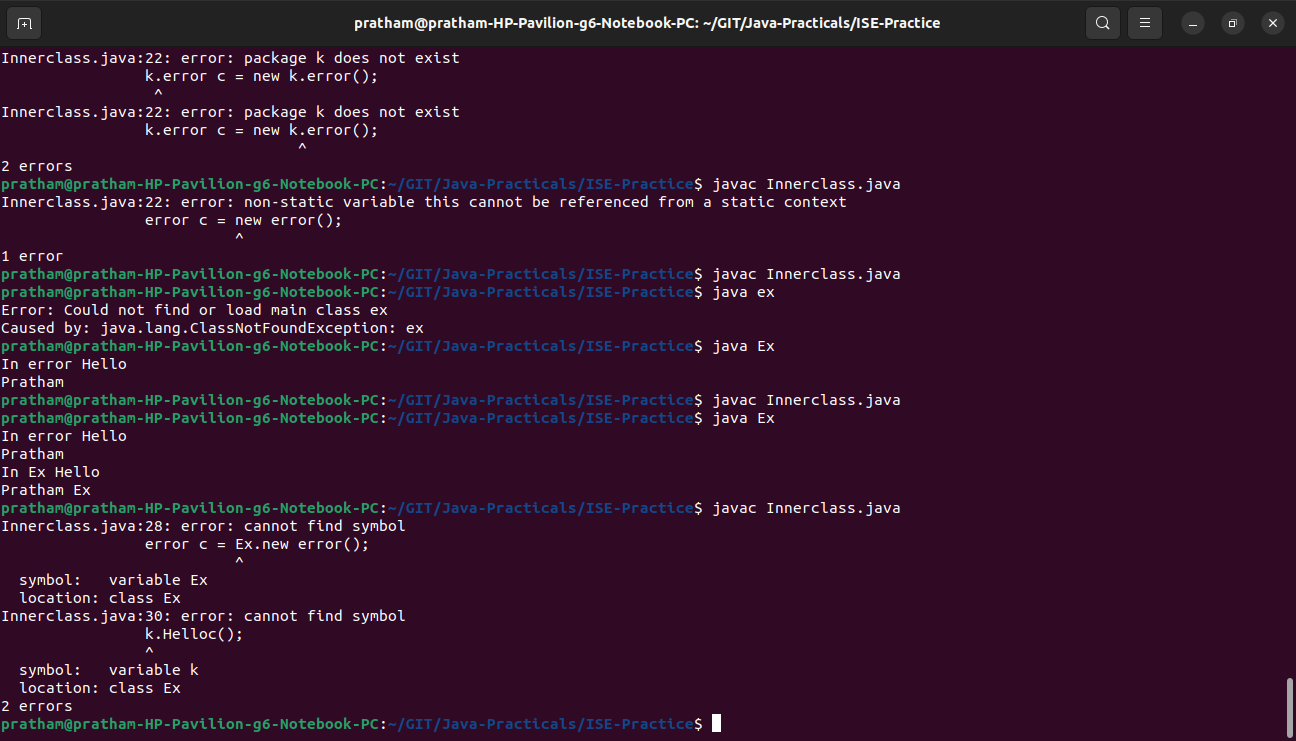 pratham@pratham-HP-Pavilion-g6-Notebook-PC: ~/GIT/Java-Practicals/ISE-Practice
Innerclass.java:22: error: package k does not exist
                k.error c = new k.error();
                 ^
Innerclass.java:22: error: package k does not exist
                k.error c = new k.error();
                                 ^
2 errors
pratham@pratham-HP-Pavilion-g6-Notebook-PC:~/GIT/Java-Practicals/ISE-Practice$ javac Innerclass.java
Innerclass.java:22: error: non-static variable this cannot be referenced from a static context
                error c = new error();
                          ^
1 error
pratham@pratham-HP-Pavilion-g6-Notebook-PC:~/GIT/Java-Practicals/ISE-Practice$ javac Innerclass.java
pratham@pratham-HP-Pavilion-g6-Notebook-PC:~/GIT/Java-Practicals/ISE-Practice$ java ex
Error: Could not find or load main class ex
Caused by: java.lang.ClassNotFoundException: ex
pratham@pratham-HP-Pavilion-g6-Notebook-PC:~/GIT/Java-Practicals/ISE-Practice$ java Ex
In error Hello
Pratham
pratham@pratham-HP-Pavilion-g6-Notebook-PC:~/GIT/Java-Practicals/ISE-Practice$ javac Innerclass.java
pratham@pratham-HP-Pavilion-g6-Notebook-PC:~/GIT/Java-Practicals/ISE-Practice$ java Ex
In error Hello
Pratham
In Ex Hello
Pratham Ex
pratham@pratham-HP-Pavilion-g6-Notebook-PC:~/GIT/Java-Practicals/ISE-Practice$ javac Innerclass.java
Innerclass.java:28: error: cannot find symbol
                error c = Ex.new error();
                          ^
  symbol:   variable Ex
  location: class Ex
Innerclass.java:30: error: cannot find symbol
                k.Helloc();
                ^
  symbol:   variable k
  location: class Ex
2 errors
pratham@pratham-HP-Pavilion-g6-Notebook-PC:~/GIT/Java-Practicals/ISE-Practice$